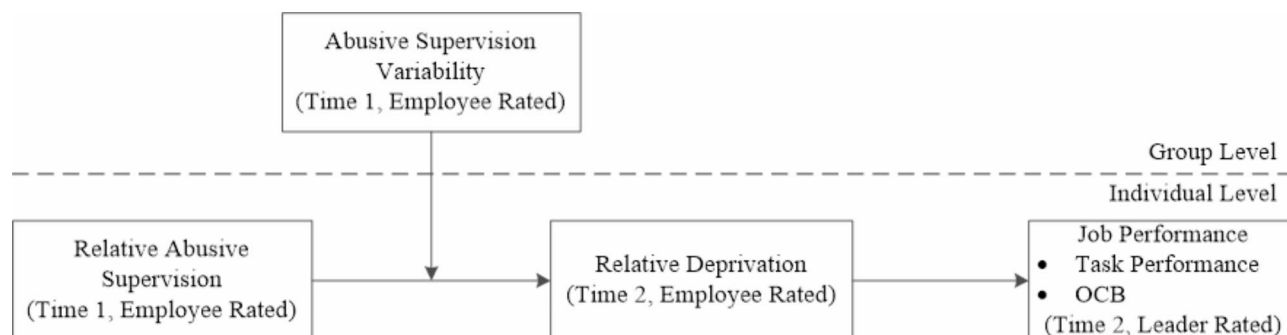 Abusive Supervision
Variability
(Time 1, Employee Rated)
Group Level
Individual Level
Relative Abusive
Supervision
(Time 1, Employee Rated)
Relative Deprivation
(Time 2, Employee Rated)
Job Performance
• Task Performance
• OCB
(Time 2, Leader Rated)